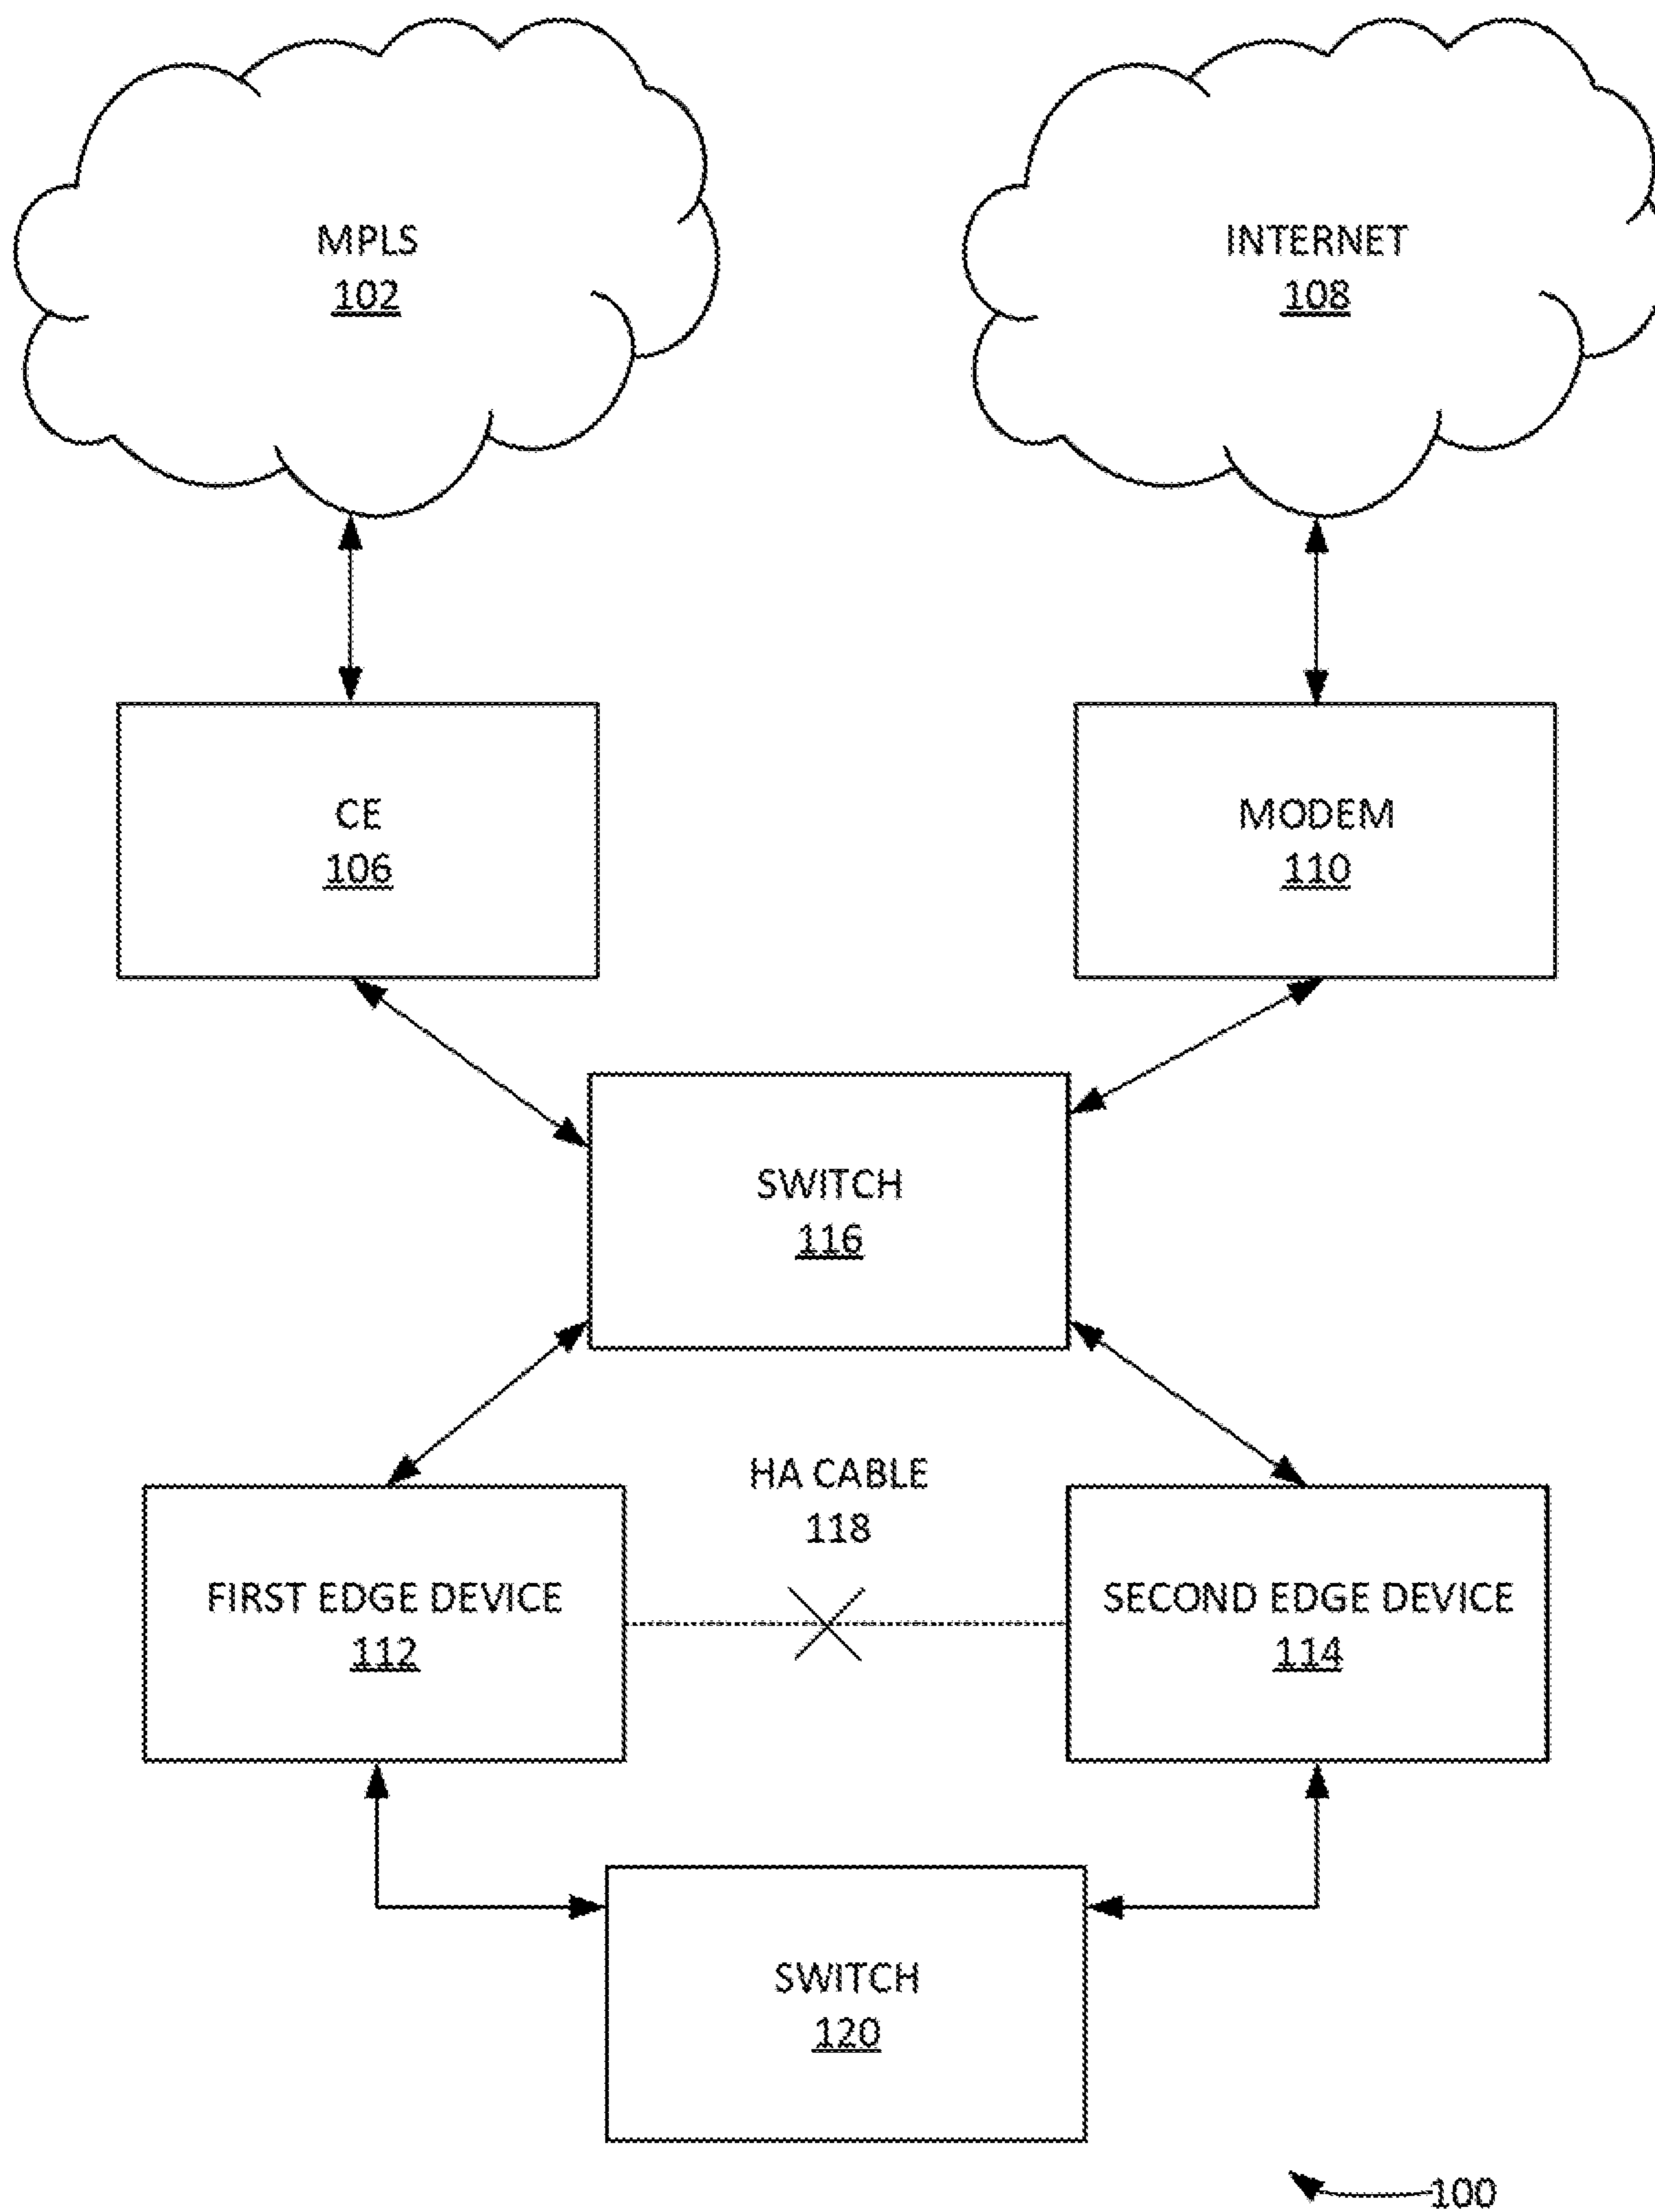 MPLS
102
INTERNET
108
CE
106
MODEM
110
SWITCH
116
HA CABLE
118
FIRST EDGE DEVICE
112
SECOND EDGE DEVICE
114
SWITCH
120
100